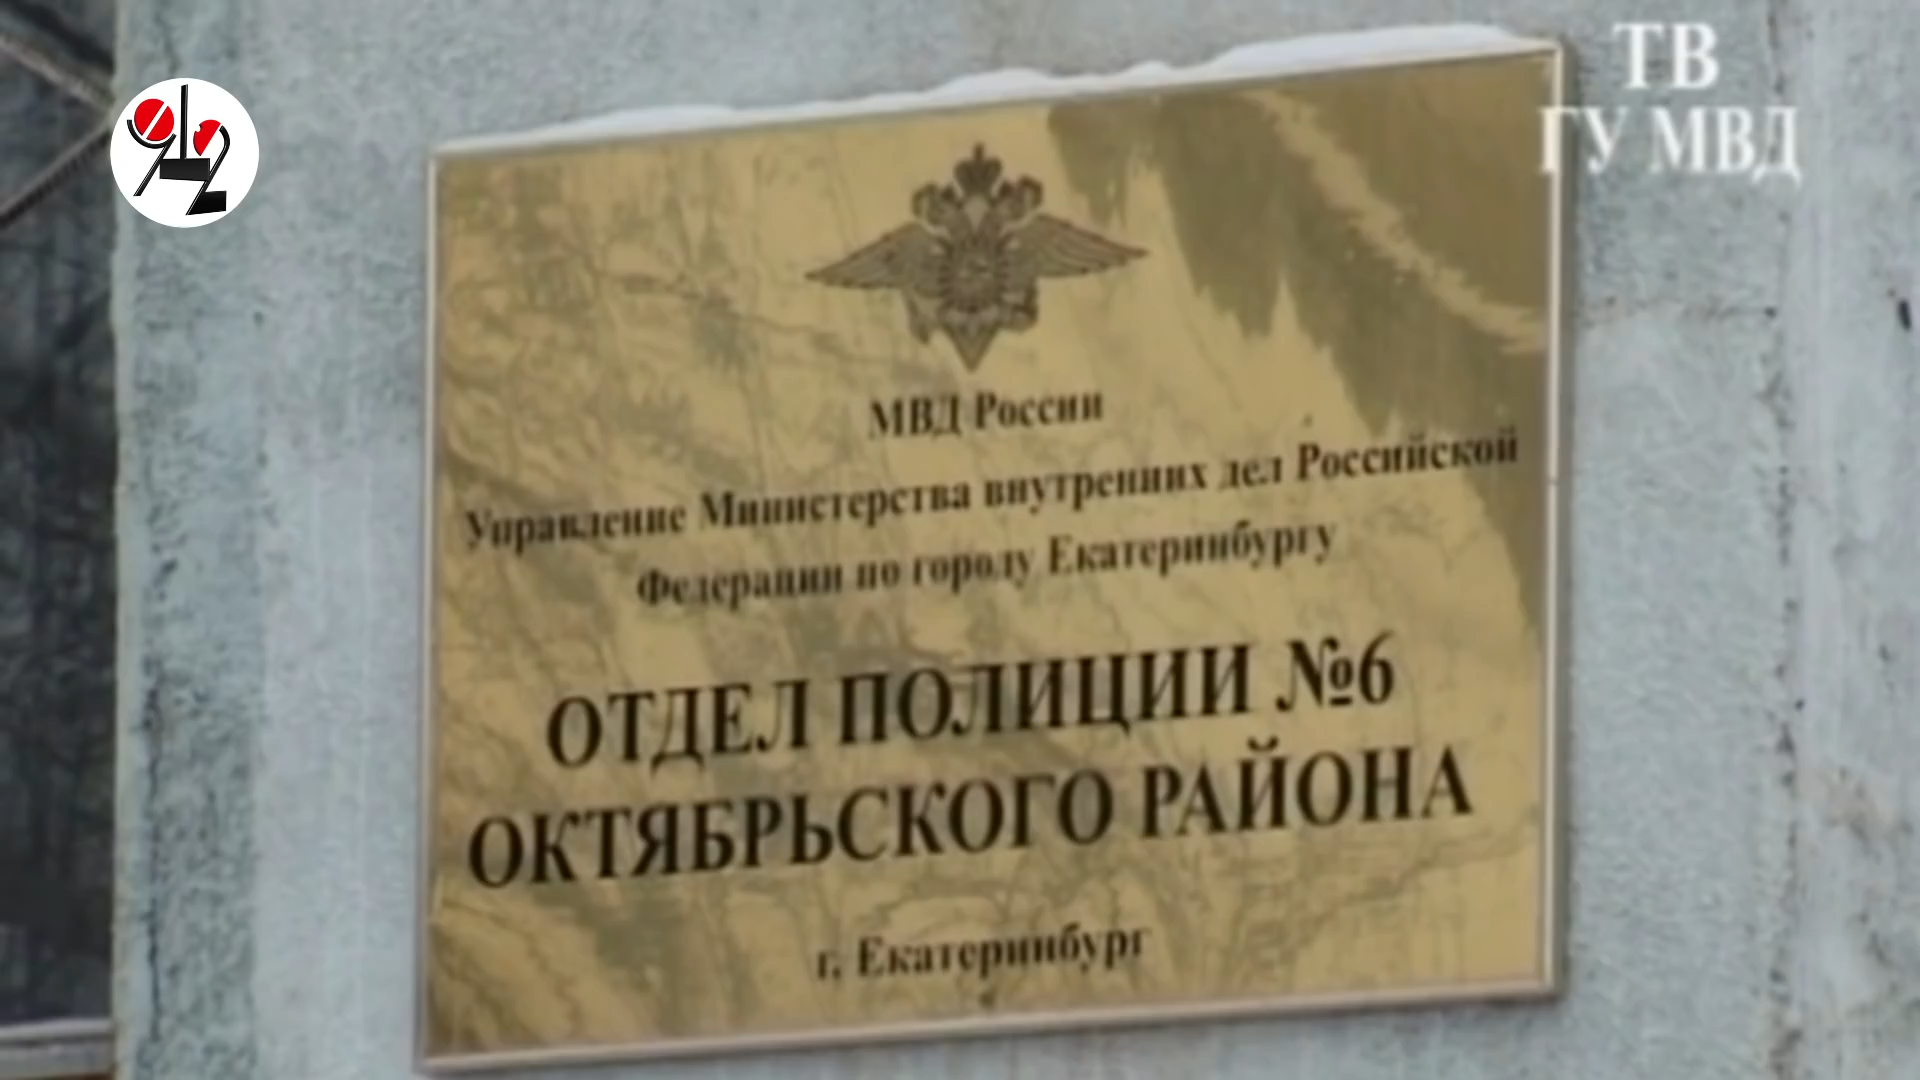 ТВ
ГУ МВД
МВД России
Управление Министерства внутренних дел Российской
Федерации по городу Екатеринбургу
ОТДЕЛ ПОЛИЦИИ №6
ОКТЯБРЬСКОГО РАЙОНА
г. Екатеринбург